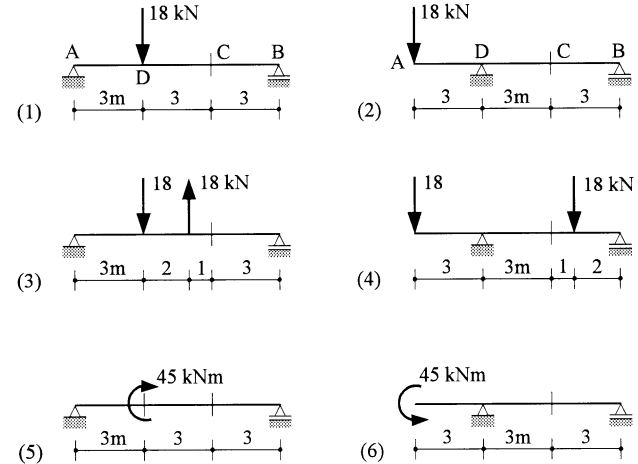 18 kN
A C B
D
3m 3 3
(1)
18 kN
A D C B
3 3m 3
(2)
18 18 kN
3m 2 1 3
(3)
18 18 kN
3 3m 1 2
(4)
45 kNm
3m 3 3
(5)
45 kNm
3 3m 3
(6)